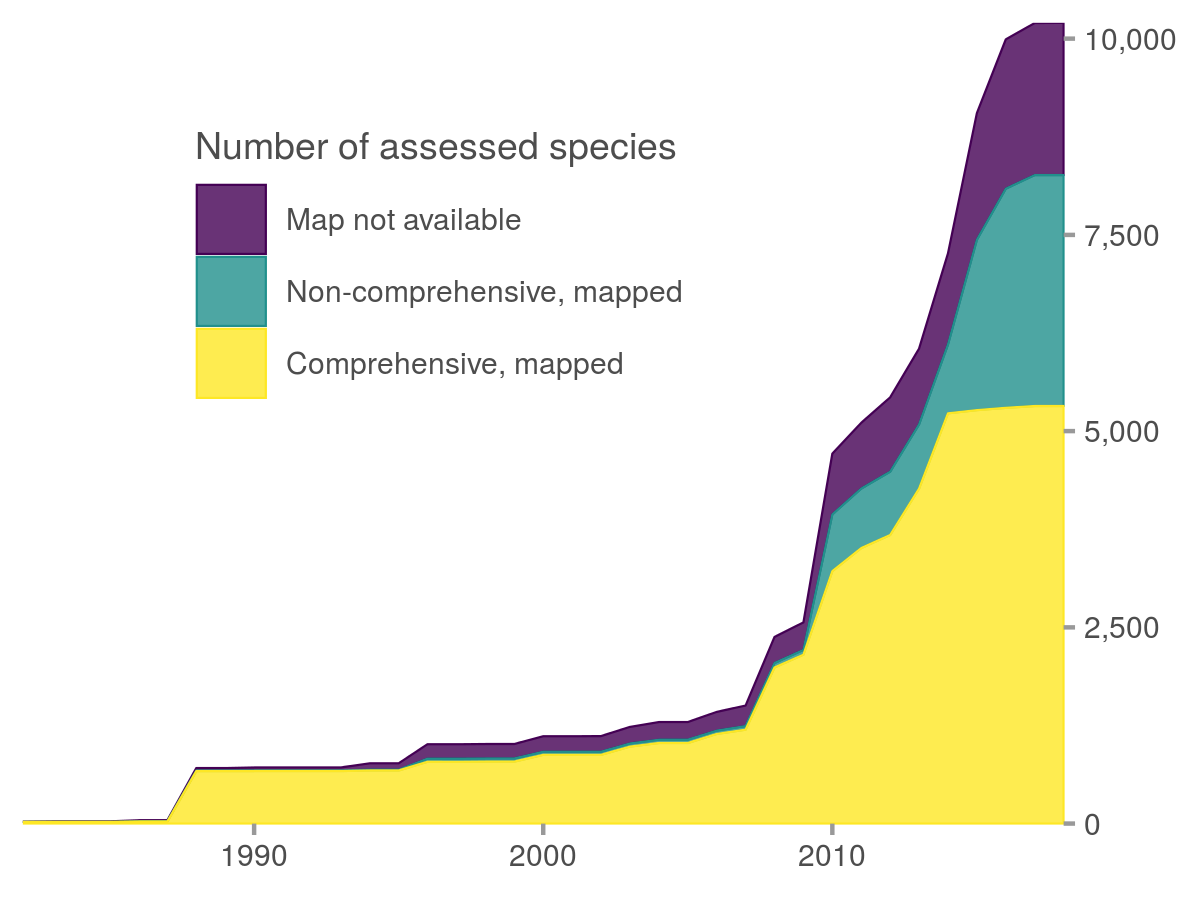 Number of assessed species
Map not available
Non-comprehensive, mapped
Comprehensive, mapped
10,000
7,500
5,000
2,500
0
1990
2000
2010